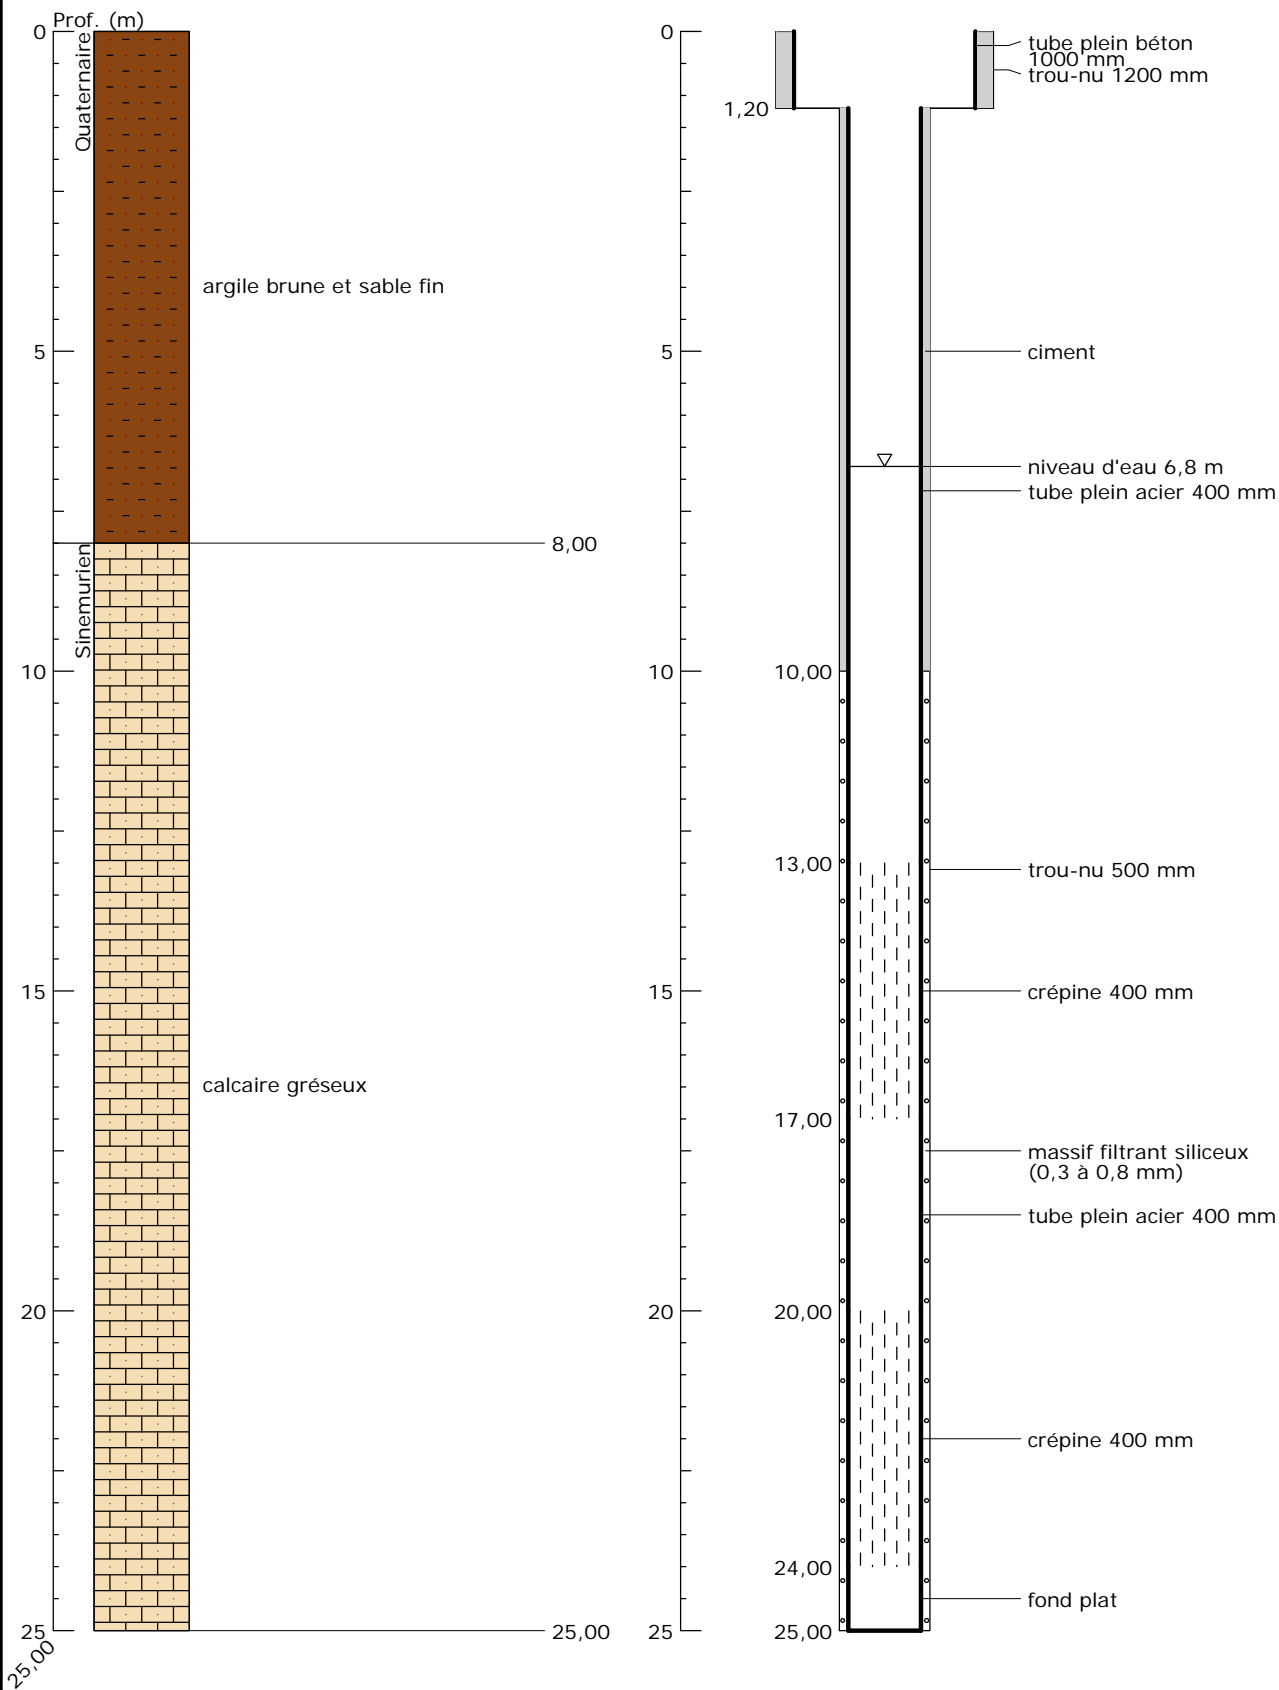 Prof. (m)
0
5
10
15
20
25
25,00
Quaternaire
Sinemurien
argile brune et sable fin
8,00
calcaire gréseux
25,00
0
5
10
15
20
25
1,20
10,00
13,00
17,00
20,00
24,00
25,00
tube plein béton
1000 mm
trou-nu 1200 mm
ciment
niveau d'eau 6,8 m
tube plein acier 400 mm
trou-nu 500 mm
crépine 400 mm
massif filtrant siliceux
(0,3 à 0,8 mm)
tube plein acier 400 mm
crépine 400 mm
fond plat